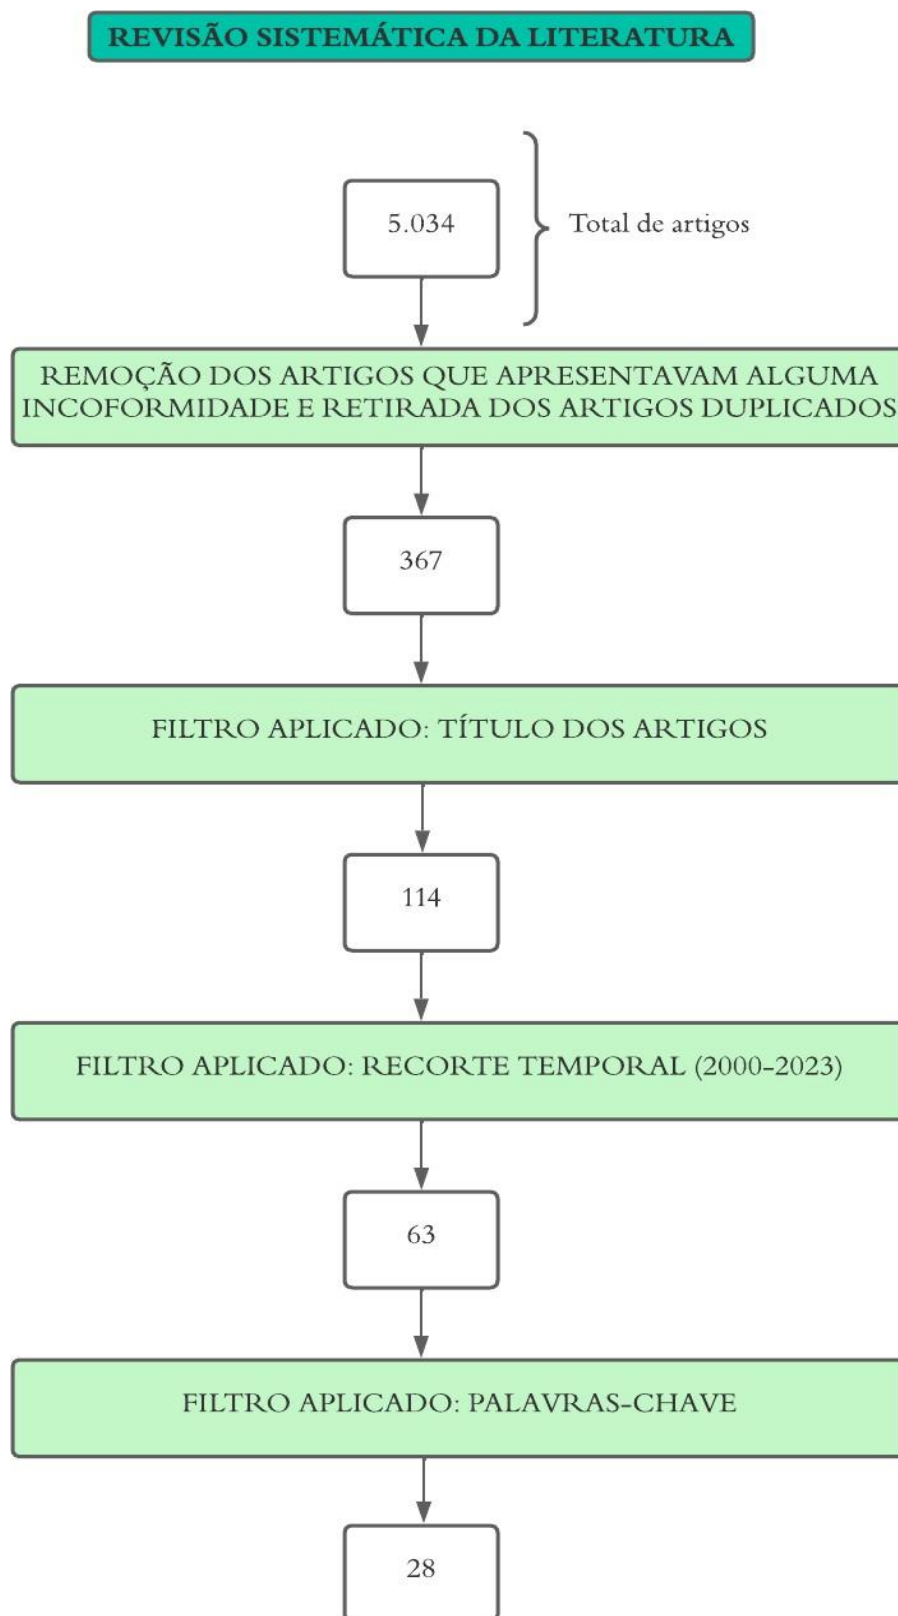 REVISÃO SISTEMÁTICA DA LITERATURA
5.034
Total de artigos
REMOÇÃO DOS ARTIGOS QUE APRESENTAVAM ALGUMA
INCOFORMIDADE E RETIRADA DOS ARTIGOS DUPLICADOS
367
FILTRO APLICADO: TÍTULO DOS ARTIGOS
114
FILTRO APLICADO: RECORTE TEMPORAL (2000-2023)
63
FILTRO APLICADO: PALAVRAS-CHAVE
28